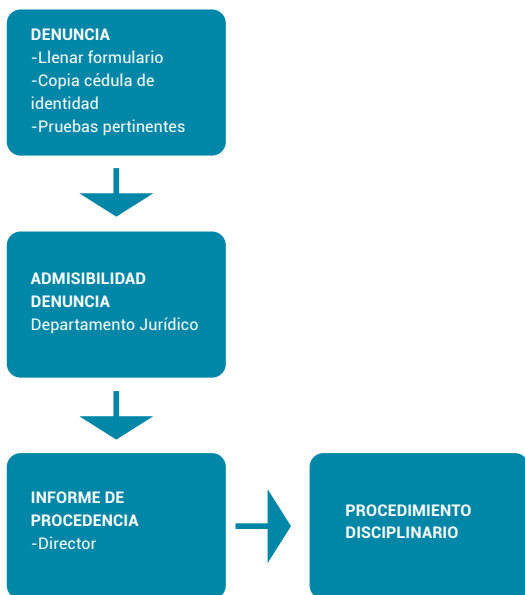 DENUNCIA
-Llenar formulario
-Copia cédula de
identidad
-Pruebas pertinentes
ADMISIBILIDAD
DENUNCIA
Departamento Jurídico
INFORME DE
PROCEDENCIA
-Director
PROCEDIMIENTO
DISCIPLINARIO